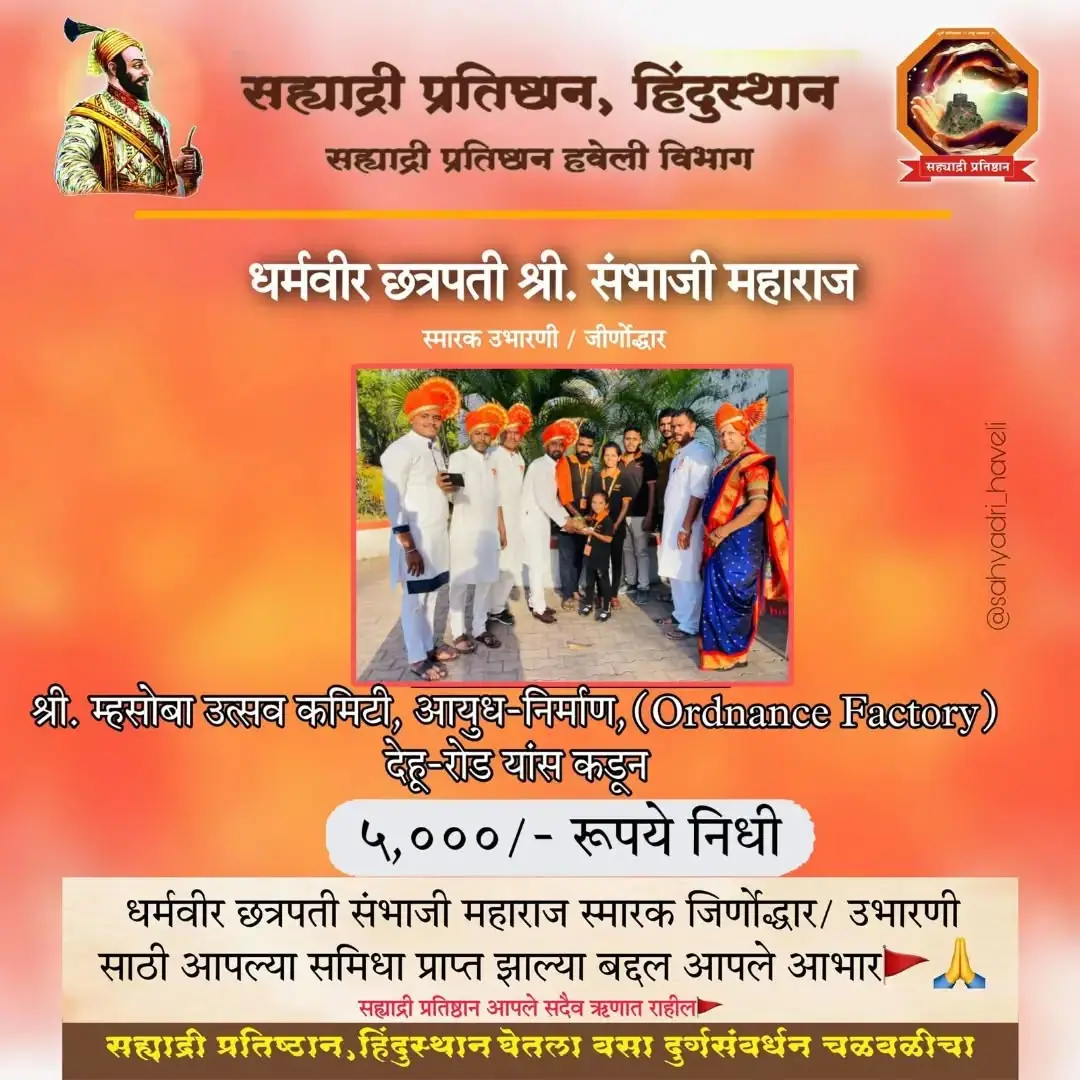 सह्याद्री प्रतिष्ठान, हिंदुस्थान
सह्याद्री प्रतिष्ठान हवेली विभाग
सह्याद्री प्रतिष्ठान
धर्मवीर छत्रपती श्री. संभाजी महाराज
स्मारक उभारणी / जीर्णोद्धार
@sahyadri_haveli
श्री. म्हसोबा उत्सव कमिटी, आयुध-निर्माण,(Ordnance Factory)
देहू-रोड यांस कडून
५,०००/- रूपये निधी
धर्मवीर छत्रपती संभाजी महाराज स्मारक जिर्णोद्धार/ उभारणी
साठी आपल्या समिधा प्राप्त झाल्या बद्दल आपले आभार🚩🙏
सह्याद्री प्रतिष्ठान आपले सदैव ऋणात राहील🚩
सह्याद्री प्रतिष्ठान,हिंदुस्थान घेतला वसा दुर्गसंवर्धन चळवळीचा